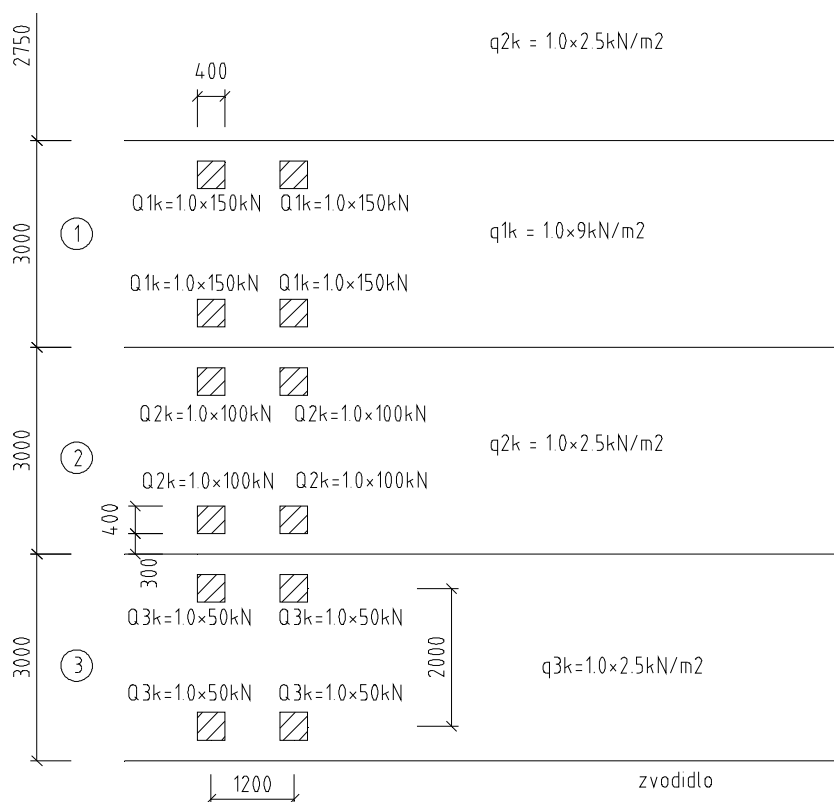 2750
q2k = 1.0×2.5kN/m2
400
Q1k=1.0×150kN Q1k=1.0×150kN
3000
1
q1k = 1.0×9kN/m2
Q1k=1.0×150kN Q1k=1.0×150kN
Q2k=1.0×100kN Q2k=1.0×100kN
3000
2
q2k = 1.0×2.5kN/m2
Q2k=1.0×100kN Q2k=1.0×100kN
400
300
Q3k=1.0×50kN Q3k=1.0×50kN
3000
3
2000
q3k=1.0×2.5kN/m2
Q3k=1.0×50kN Q3k=1.0×50kN
1200
zvodidlo